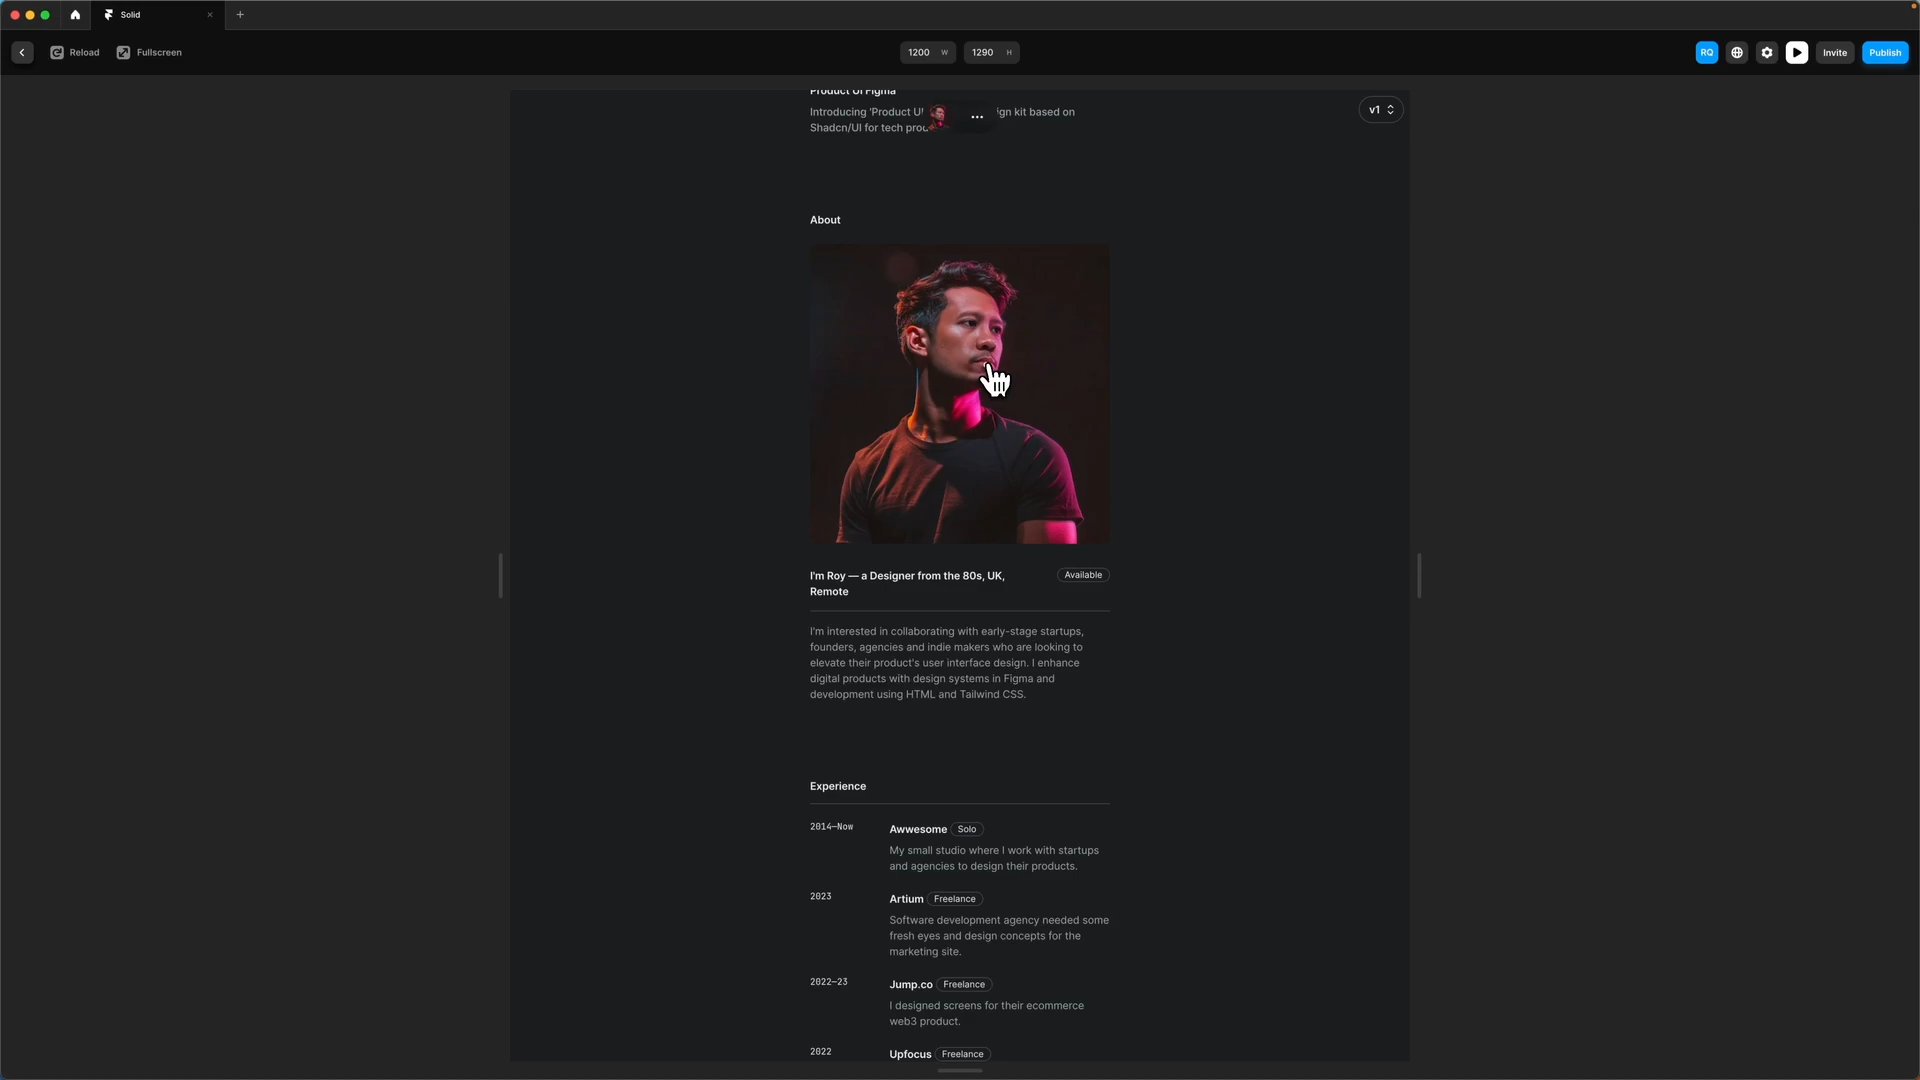 Solid
Reload
Fullscreen
1200 W
1290 H
RQ
Invite
Publish
Product UI Figma
v1
Introducing 'Product U
gn kit based on
Shadcn/UI for tech pro
About
I'm Roy — a Designer from the 80s, UK,
Remote
Available
I'm interested in collaborating with early-stage startups,
founders, agencies and indie makers who are looking to
elevate their product's user interface design. I enhance
digital products with design systems in Figma and
development using HTML and Tailwind CSS.
Experience
2014—Now
Awwesome Solo
My small studio where I work with startups
and agencies to design their products.
2023
Artium Freelance
Software development agency needed some
fresh eyes and design concepts for the
marketing site.
2022—23
Jump.co Freelance
I designed screens for their ecommerce
web3 product.
2022
Upfocus Freelance